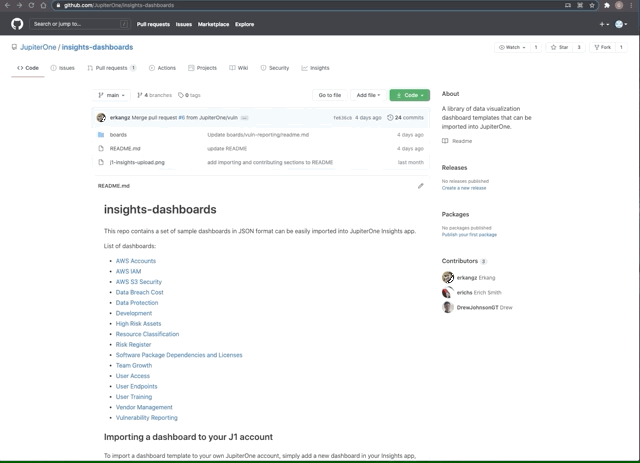 github.com/JupiterOne/insights-dashboards
Search or jump to...
Pull requests Issues Marketplace Explore
JupiterOne / insights-dashboards
Watch 1 Star 3 Fork 1
Code Issues Pull requests 1 Actions Projects Wiki Security Insights
main 4 branches 0 tags Go to file Add file Code
erkangz Merge pull request #6 from JupiterOne/vuln ... 4 days ago 24 commits
boards Update boards/vuln-reporting/readme.md 4 days ago
README.md update README 4 days ago
j1-insights-upload.png add importing and contributing sections to README last month
README.md
insights-dashboards
This repo contains a set of sample dashboards in JSON format can be easily imported into JupiterOne Insights app.
List of dashboards:
AWS Accounts
AWS IAM
AWS S3 Security
Data Breach Cost
Data Protection
Development
High Risk Assets
Resource Classification
Risk Register
Software Package Dependencies and Licenses
Team Growth
User Access
User Endpoints
User Training
Vendor Management
Vulnerability Reporting
Importing a dashboard to your J1 account
To import a dashboard template to your own JupiterOne account, simply add a new dashboard in your Insights app,
About
A library of data visualization
dashboard templates that can be
imported into JupiterOne.
Readme
Releases
No releases published
Create a new release
Packages
No packages published
Publish your first package
Contributors 3
erkangz Erkang
erichs Erich Smith
DrewJohnsonGT Drew